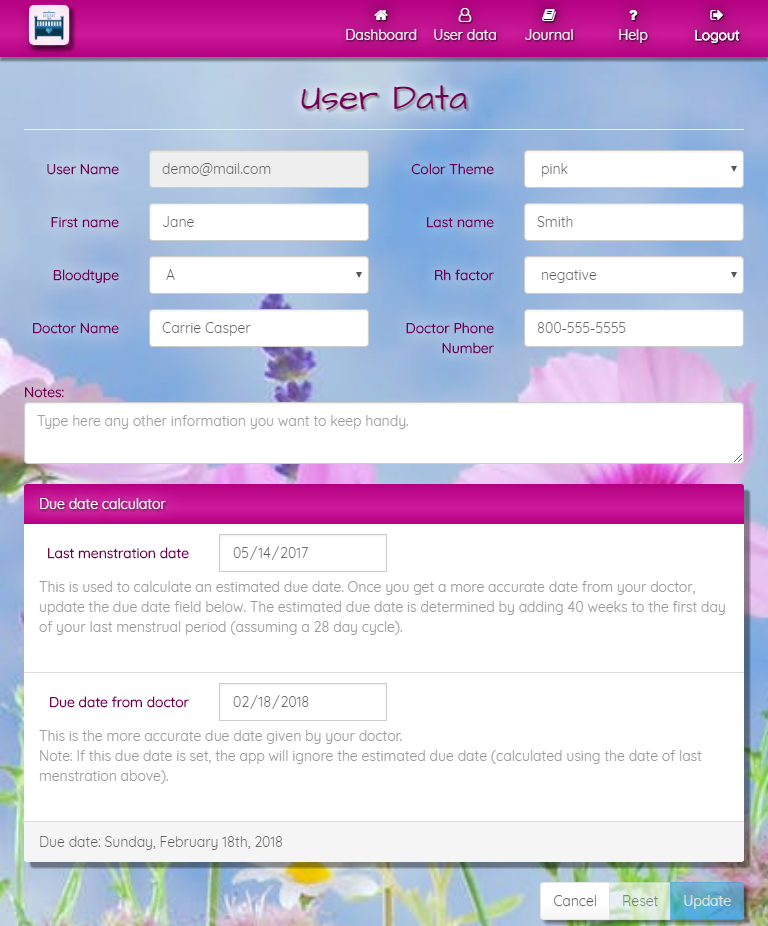 Dashboard User data Journal Help Logout
User Data
User Name demo@mail.com Color Theme pink
First name Jane Last name Smith
Bloodtype A Rh factor negative
Doctor Name Carrie Casper Doctor Phone 800-555-5555
Number
Notes:
Type here any other information you want to keep handy.
Due date calculator
Last menstration date 05/14/2017
This is used to calculate an estimated due date. Once you get a more accurate date from your doctor,
update the due date field below. The estimated due date is determined by adding 40 weeks to the first day
of your last menstrual period (assuming a 28 day cycle).
Due date from doctor 02/18/2018
This is the more accurate due date given by your doctor.
Note: If this due date is set, the app will ignore the estimated due date (calculated using the date of last
menstration above).
Due date: Sunday, February 18th, 2018
Cancel Reset Update